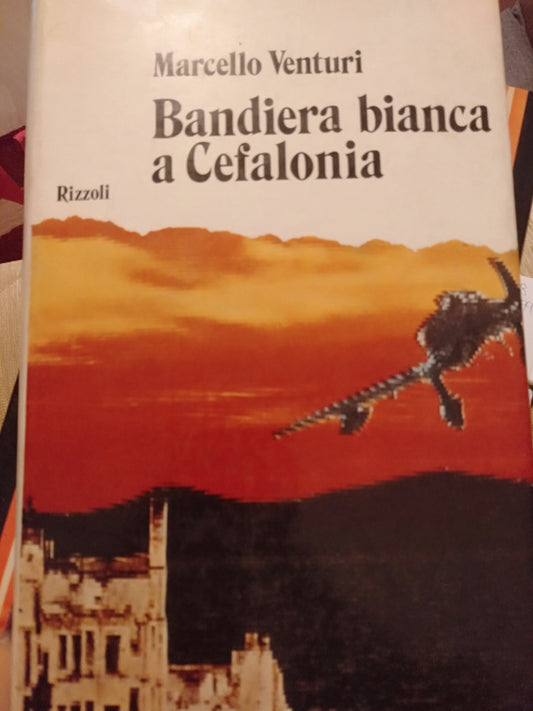 Marcello Venturi
Bandiera bianca
a Cefalonia
Rizzoli